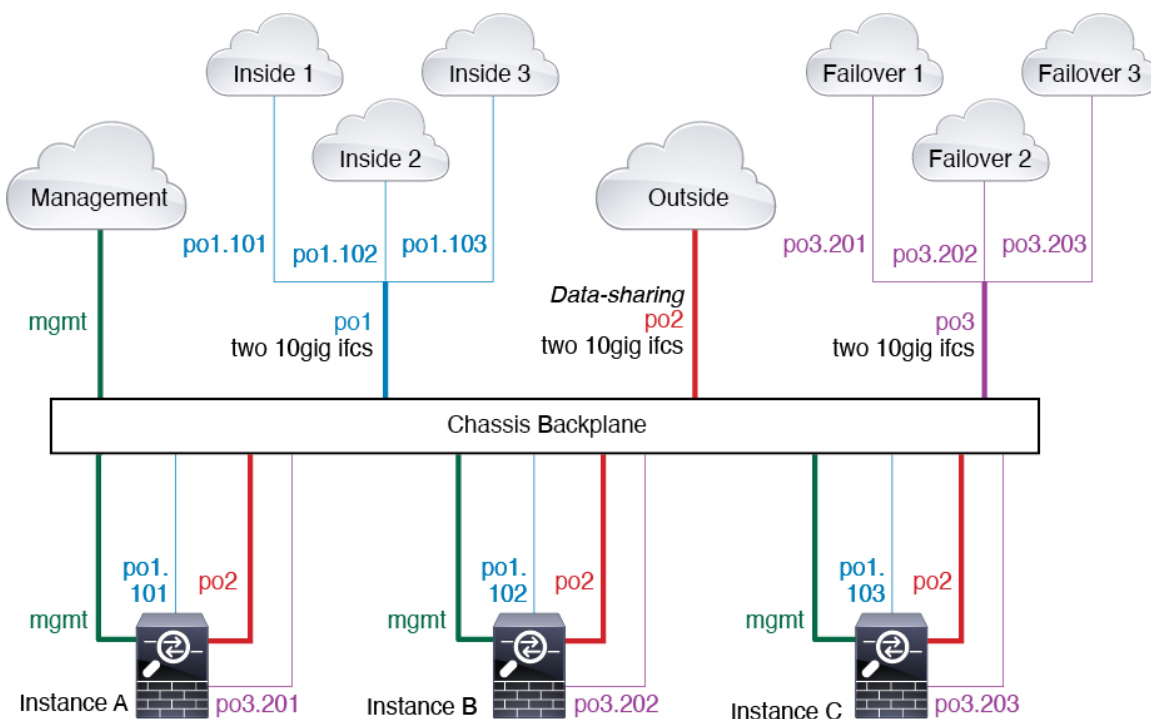 Inside 1
Inside 3
Failover 1
Failover 3
Inside 2
Failover 2
Management
Outside
po1.101
po1.102
po1.103
po3.201
po3.202
po3.203
mgmt
po1
two 10gig ifcs
Data-sharing
po2
two 10gig ifcs
po3
two 10gig ifcs
Chassis Backplane
po1.
101
po2
mgmt
Instance A
po3.201
po1.
102
po2
mgmt
Instance B
po3.202
po1.
103
po2
mgmt
Instance C
po3.203